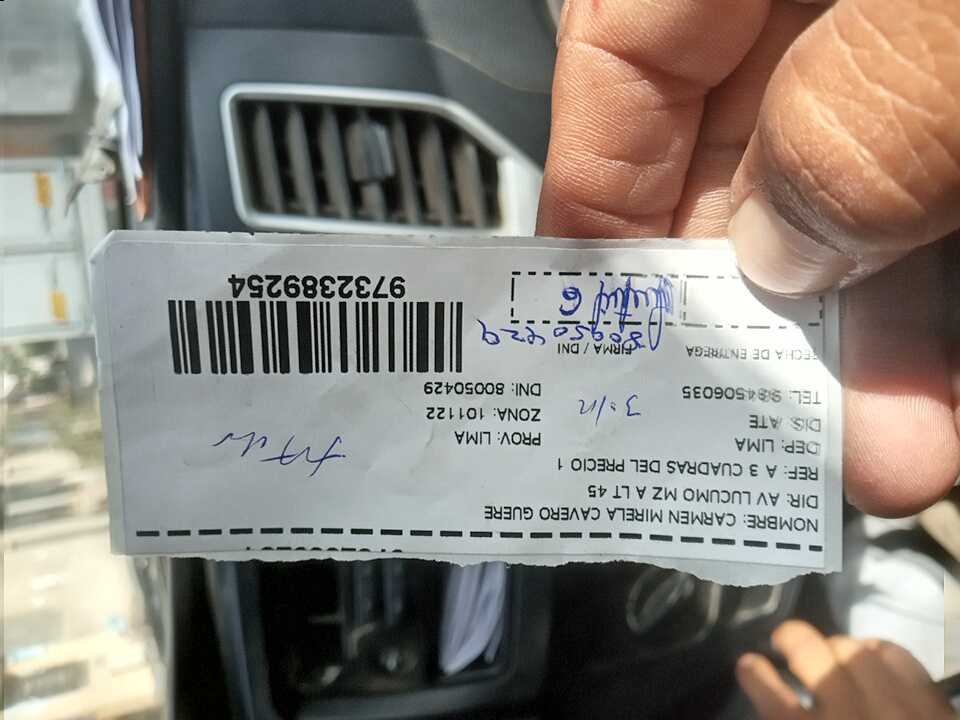 NOMBRE: CARMEN MIRELA CAVERO GUERE
DIR: AV LUCUMO MZ A LT 45
REF: A 3 CUADRAS DEL PRECIO 1
DEP: LIMA
PROV: LIMA
DIS: ATE
ZONA: 101122
TEL: 994506035
DNI: 80050429
FECHA DE ENTREGA
FIRMA / DNI
9732389254